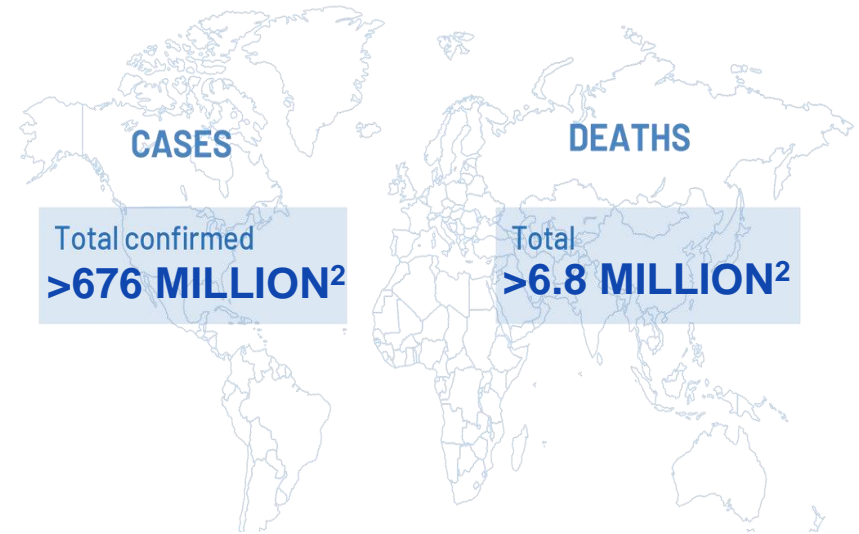 CASES
Total confirmed
>676 MILLION²
DEATHS
Total
>6.8 MILLION²